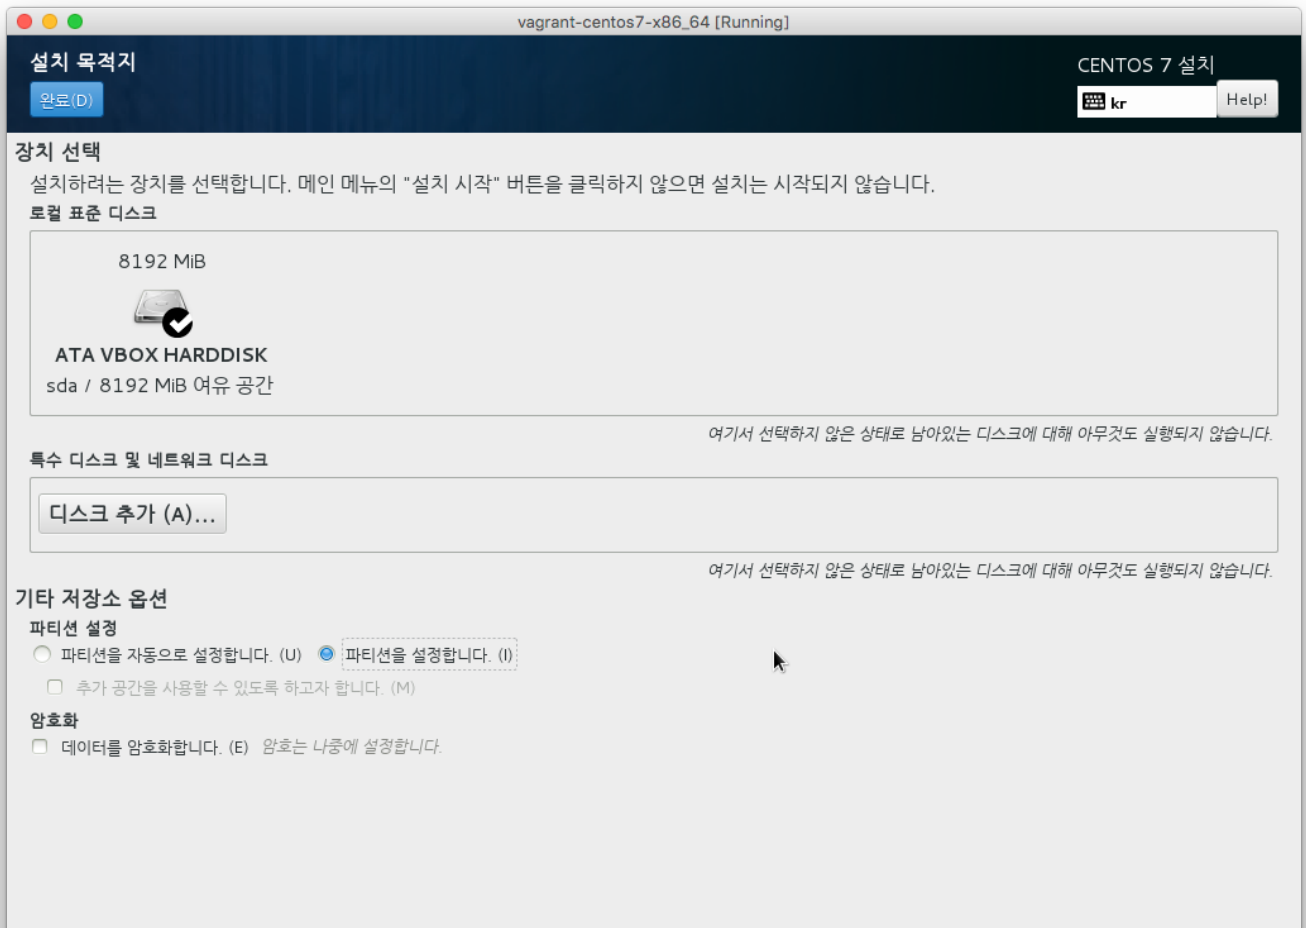 vagrant-centos7-x86_64 [Running]
설치 목적지
CENTOS 7 설치
완료(D)
kr
Help!
장치 선택
설치하려는 장치를 선택합니다. 메인 메뉴의 "설치 시작" 버튼을 클릭하지 않으면 설치는 시작되지 않습니다.
로컬 표준 디스크
8192 MiB
ATA VBOX HARDDISK
sda / 8192 MiB 여유 공간
여기서 선택하지 않은 상태로 남아있는 디스크에 대해 아무것도 실행되지 않습니다.
특수 디스크 및 네트워크 디스크
디스크 추가 (A)...
여기서 선택하지 않은 상태로 남아있는 디스크에 대해 아무것도 실행되지 않습니다.
기타 저장소 옵션
파티션 설정
파티션을 자동으로 설정합니다. (U) 파티션을 설정합니다. (I)
추가 공간을 사용할 수 있도록 하고자 합니다. (M)
암호화
데이터를 암호화합니다. (E) 암호는 나중에 설정합니다.